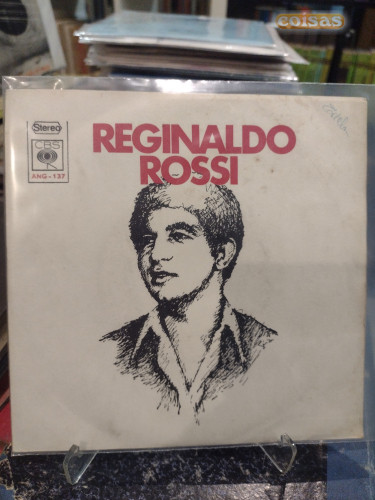 coisas
Stereo
CBS
ANG-137
REGINALDO
ROSSI